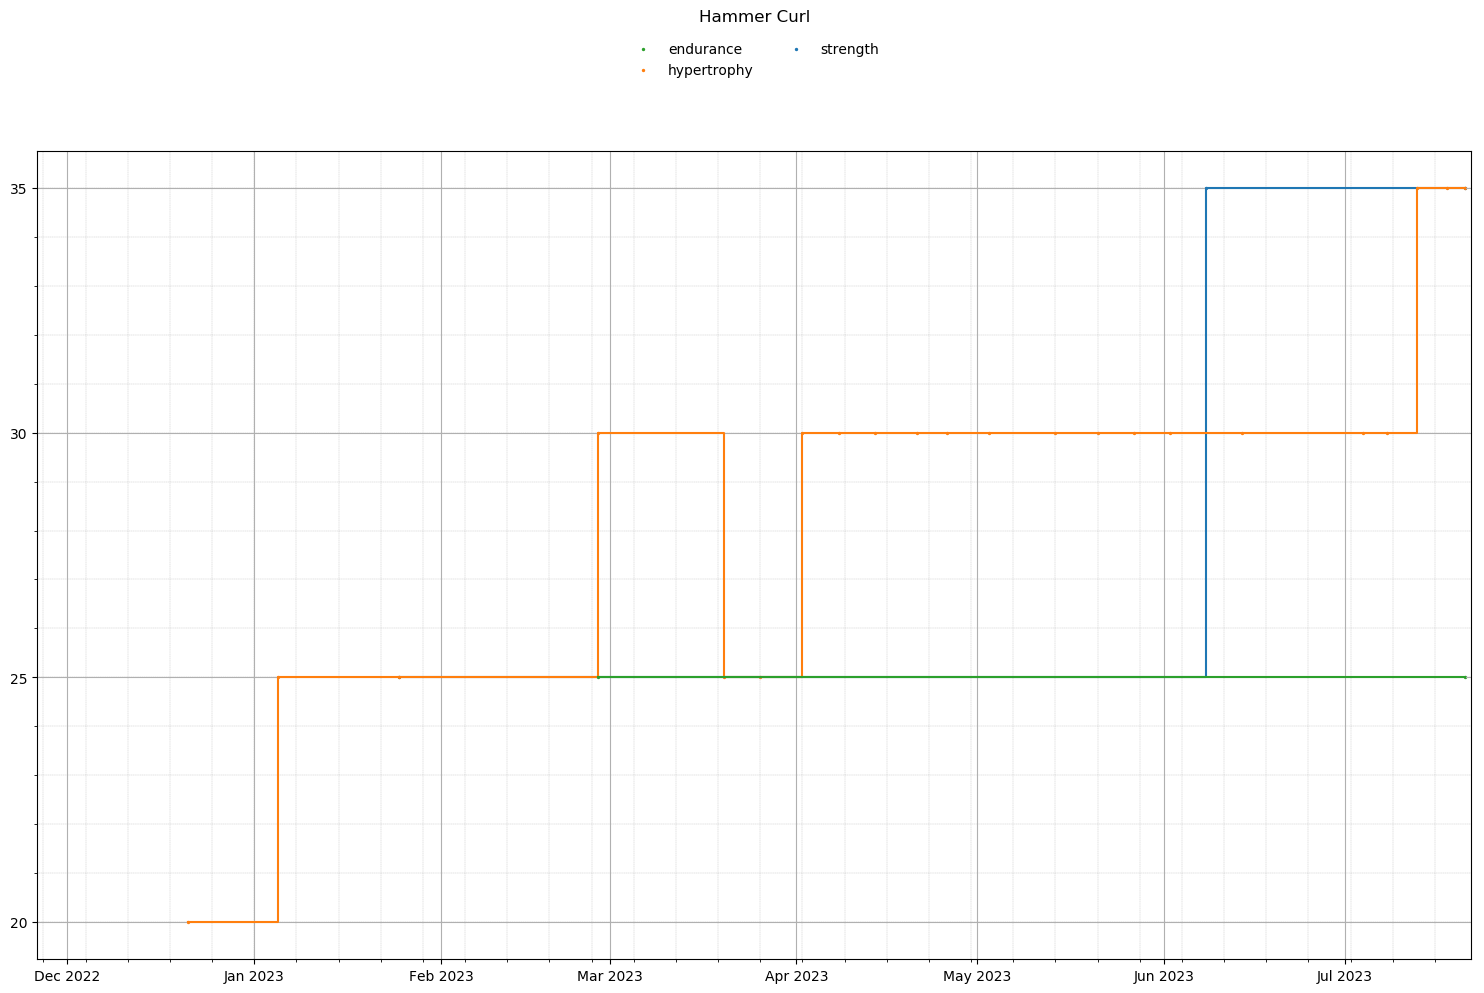 Hammer Curl
endurance
hypertrophy
strength
35
30
25
20
Dec 2022
Jan 2023
Feb 2023
Mar 2023
Apr 2023
May 2023
Jun 2023
Jul 2023